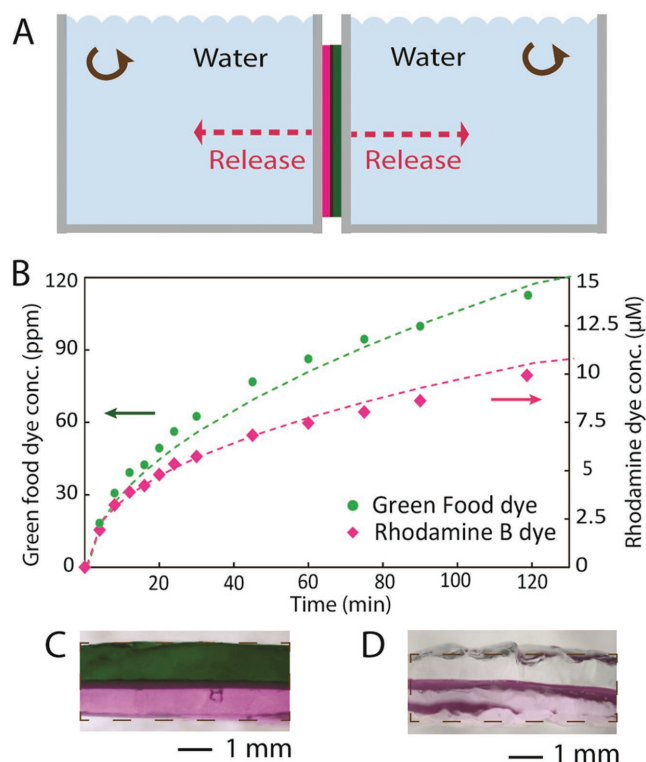 A
Water
Water
Release
Release
B
Green food dye conc. (ppm)
120
90
60
30
0
15
12.5
10
7.5
5
2.5
0
Rhodamine dye conc. (μM)
Green Food dye
Rhodamine B dye
20
40
60
80
100
120
Time (min)
C
D
1 mm
1 mm